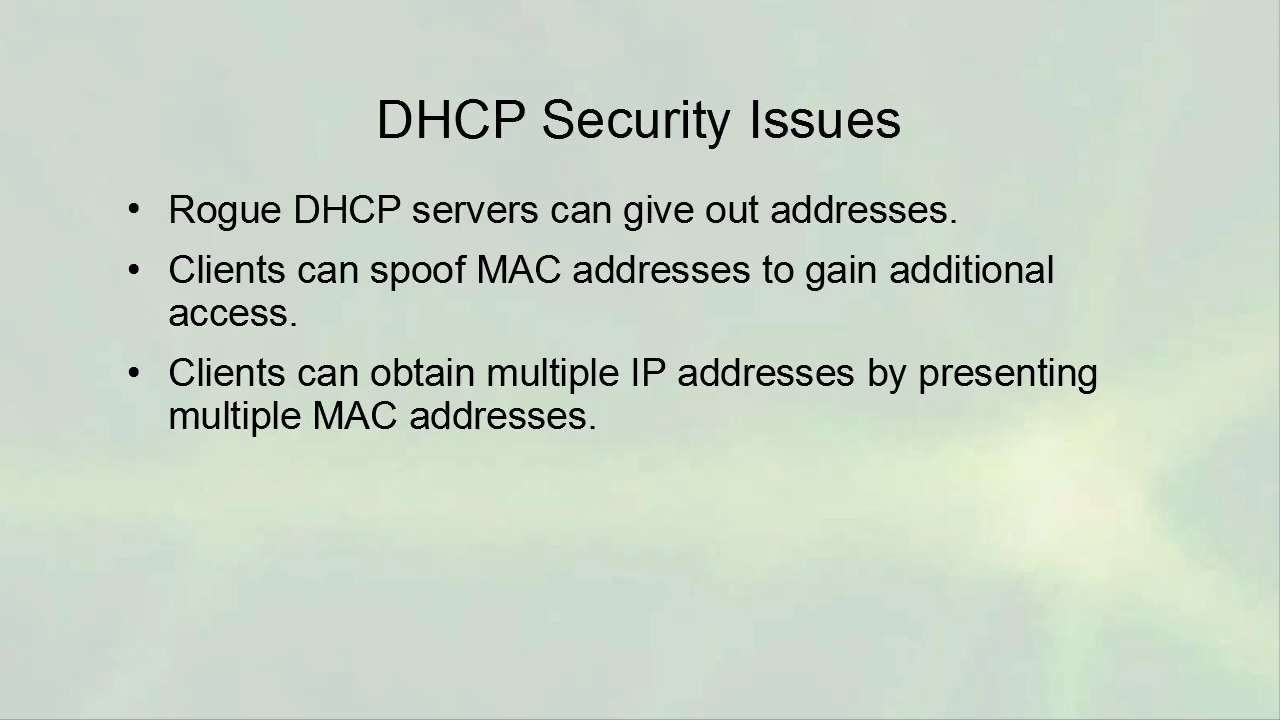 DHCP Security Issues
• Rogue DHCP servers can give out addresses.
• Clients can spoof MAC addresses to gain additional
access.
• Clients can obtain multiple IP addresses by presenting
multiple MAC addresses.